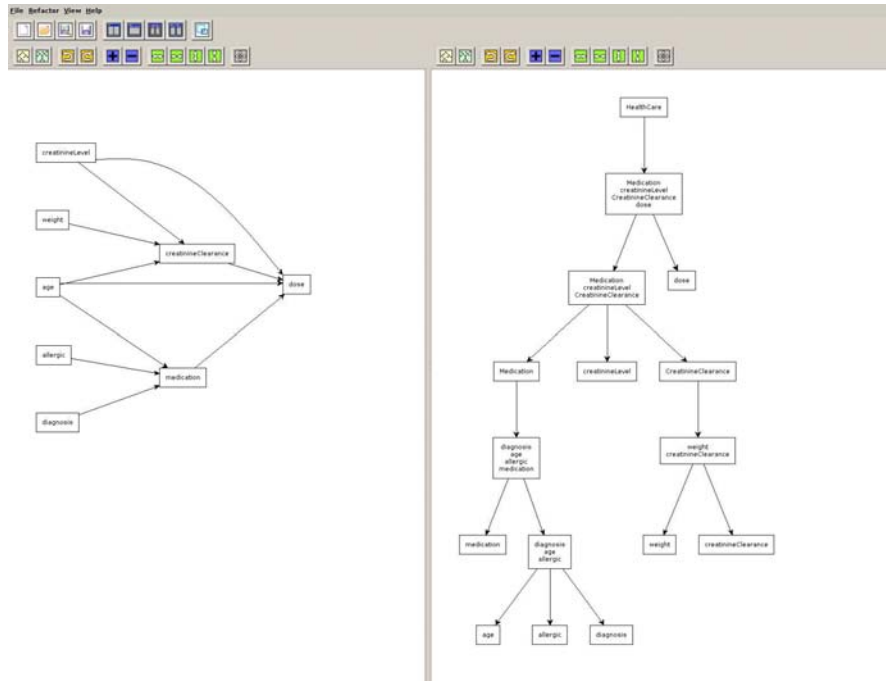 File Refactor View Help
creatinineLevel
weight
creatinineClearance
age
dose
allergic
medication
diagnosis
HealthCare
Medication
creatinineLevel
CreatinineClearance
dose
Medication
creatinineLevel
CreatinineClearance
dose
Medication
creatinineLevel
CreatinineClearance
diagnosis
age
allergic
medication
weight
creatinineClearance
medication
diagnosis
age
allergic
weight
creatinineClearance
age
allergic
diagnosis